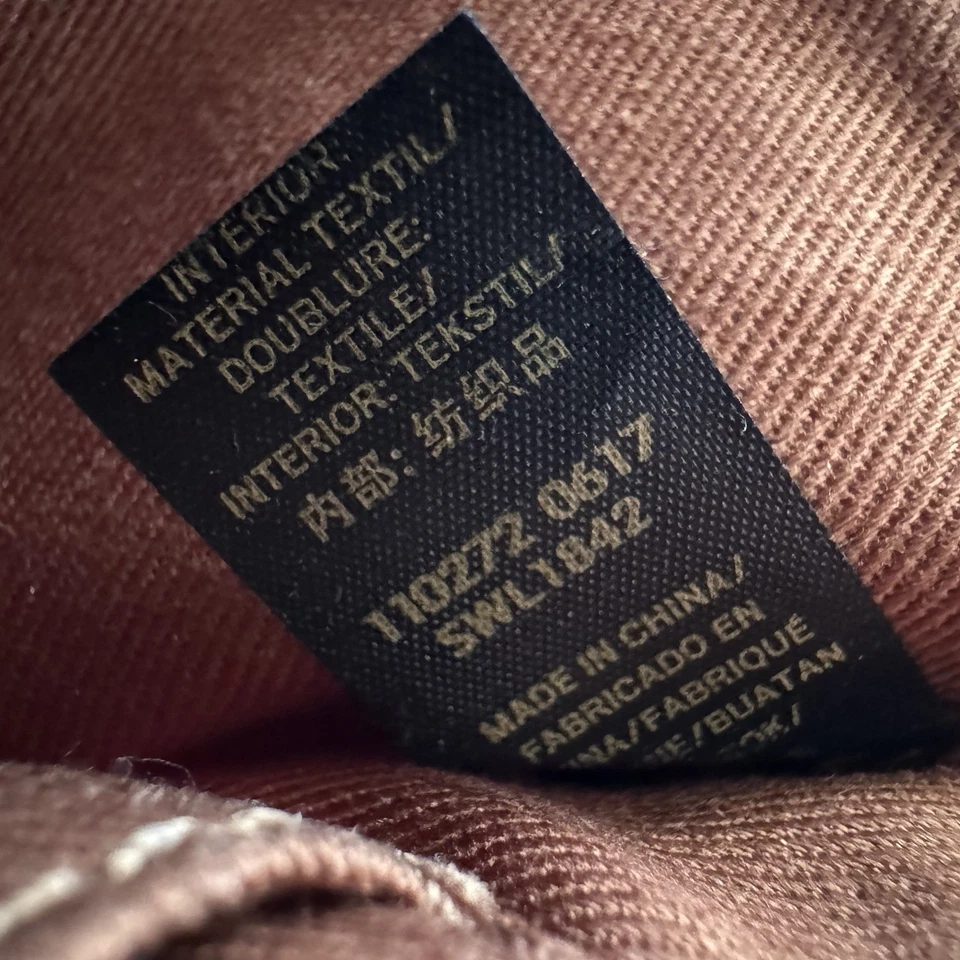 INTERIOR:
MATERIAL TEXTIL/
DOUBLURE:
TEXTILE/
INTERIOR: TEKSTIL/
内部: 纺织品
110272 0617
SWL1842
MADE IN CHINA/
FABRICADO EN
/FABRIQUÉ
/BUATAN